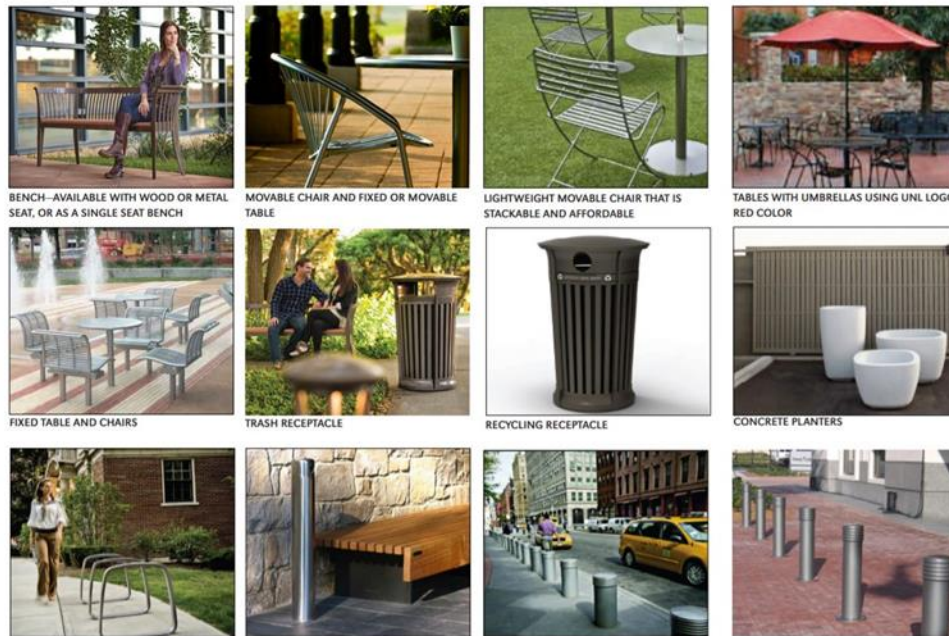 BENCH—AVAILABLE WITH WOOD OR METAL
SEAT, OR AS A SINGLE SEAT BENCH
MOVABLE CHAIR AND FIXED OR MOVABLE
TABLE
LIGHTWEIGHT MOVABLE CHAIR THAT IS
STACKABLE AND AFFORDABLE
TABLES WITH UMBRELLAS USING UNL LOGO
RED COLOR
FIXED TABLE AND CHAIRS
TRASH RECEPTACLE
RECYCLING RECEPTACLE
CONCRETE PLANTERS